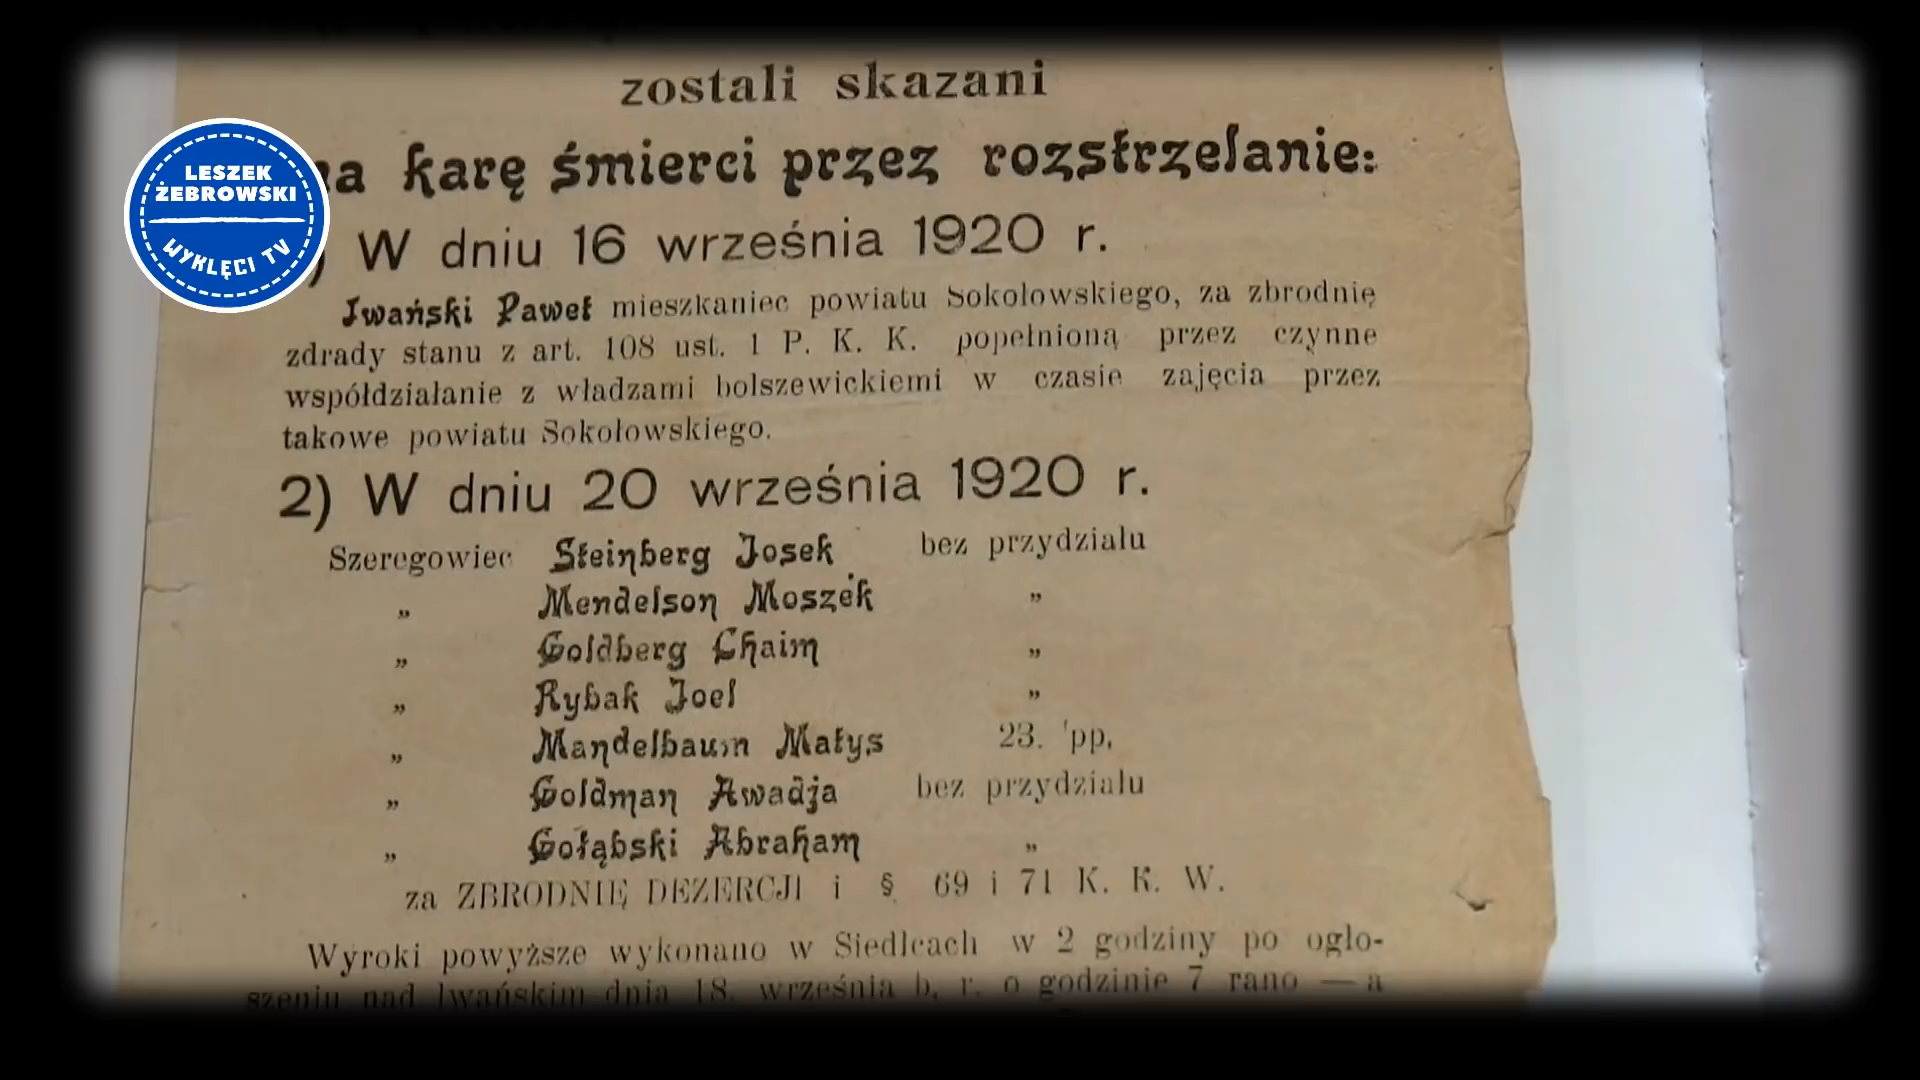 zostali skazani
na karę śmierci przez rozstrzelanie:
LESZEK
ŻEBROWSKI
WYKLĘCI TV
) W dniu 16 września 1920 r.
Iwański Paweł mieszkaniec powiatu Sokołowskiego, za zbrodnię
zdrady stanu z art. 108 ust. 1 P. K. K. popełnioną przez czynne
współdziałanie z władzami bolszewickiemi w czasie zajęcia przez
takowe powiatu Sokołowskiego.
2) W dniu 20 września 1920 r.
Szeregowiec Steinberg Josek bez przydziału
„ Mendelson Moszek „
„ Goldberg Chaim „
„ Rybak Joel „
„ Mandelbaum Małys 23. pp.
„ Goldman Awadja bez przydziału
„ Gołąbski Abraham „
za ZBRODNIĘ DEZERCJI i § 69 i 71 K. K. W.
Wyroki powyższe wykonano w Siedlcach w 2 godziny po ogło-
szeniu nad Iwańskim dnia 18. września b. r. o godzinie 7 rano — a